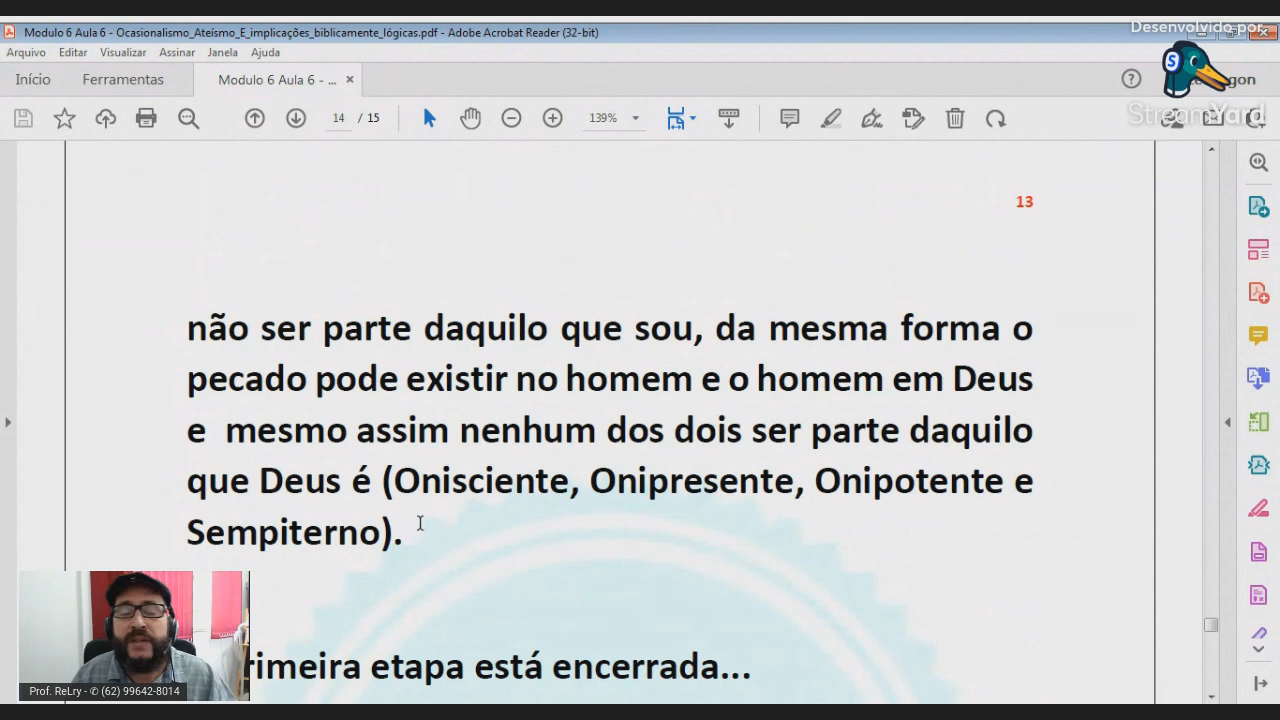 Modulo 6 Aula 6 - Ocasionalismo_Ateísmo_E_implicações_biblicamente_lógicas.pdf - Adobe Acrobat Reader (32-bit)
Desenvolvido por
Arquivo Editar Visualizar Assinar Janela Ajuda
Início Ferramentas Modulo 6 Aula 6 - ... ×
StreamYard
14 / 15 139%
13
não ser parte daquilo que sou, da mesma forma o
pecado pode existir no homem e o homem em Deus
e mesmo assim nenhum dos dois ser parte daquilo
que Deus é (Onisciente, Onipresente, Onipotente e
Sempiterno).
rimeira etapa está encerrada...
Prof. ReLry - ✆ (62) 99642-8014